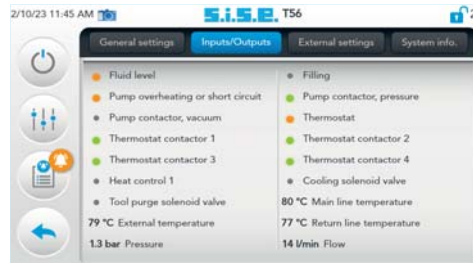 2/10/23 11:45 AM s.i.s.e. T56
General settings Inputs/Outputs External settings System info.
Fluid level Filling
Pump overheating or short circuit Pump contactor, pressure
Pump contactor, vacuum Thermostat
Thermostat contactor 1 Thermostat contactor 2
Thermostat contactor 3 Thermostat contactor 4
Heat control 1 Cooling solenoid valve
Tool purge solenoid valve 80 °C Main line temperature
79 °C External temperature 77 °C Return line temperature
1.3 bar Pressure 14 l/min Flow